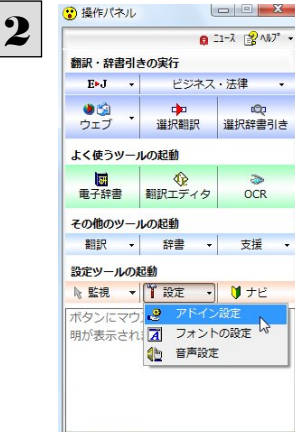 2
操作パネル
ニュース ヘルプ
翻訳・辞書引きの実行
E▸J ビジネス・法律
ウェブ 選択翻訳 選択辞書引き
よく使うツールの起動
電子辞書 翻訳エディタ OCR
その他のツールの起動
翻訳 辞書 支援
設定ツールの起動
監視 設定 ナビ
ボタンにマウ
アドイン設定
明が表示され
フォントの設定
音声設定